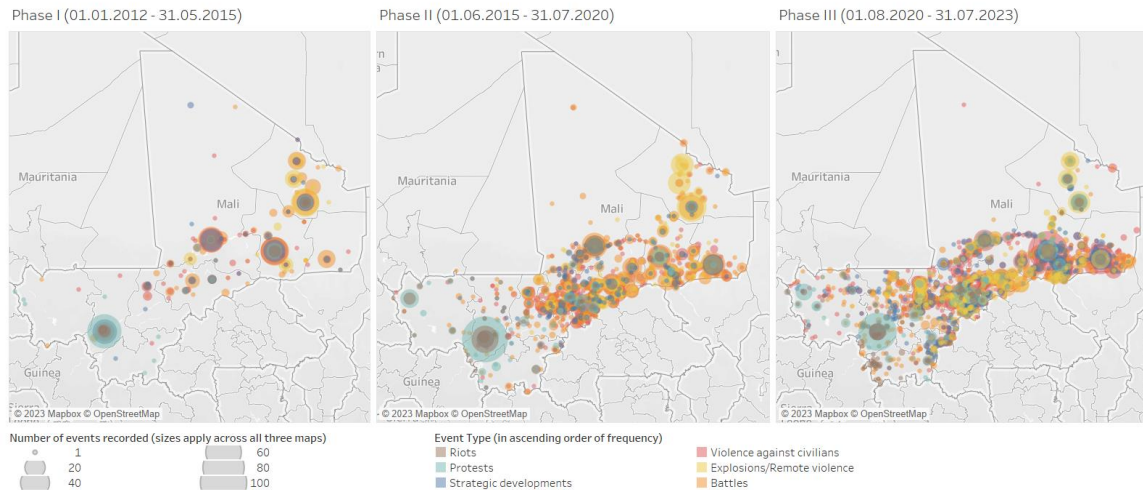 Phase I (01.01.2012 - 31.05.2015)
Phase II (01.06.2015 - 31.07.2020)
Phase III (01.08.2020 - 31.07.2023)
Mauritania
Mali
Guinea
© 2023 Mapbox © OpenStreetMap
Mauritania
Mali
Guinea
© 2023 Mapbox © OpenStreetMap
Mauritania
Mali
Guinea
© 2023 Mapbox © OpenStreetMap
Number of events recorded (sizes apply across all three maps)
1
20
40
60
80
100
Event Type (in ascending order of frequency)
Riots
Protests
Strategic developments
Violence against civilians
Explosions/Remote violence
Battles